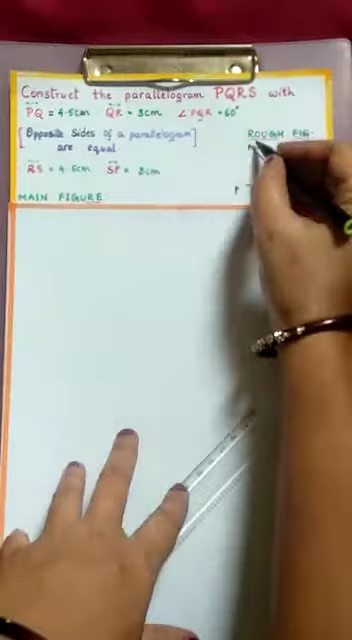 Construct the parallelogram PQRS with
PQ = 4.5cm QR = 3cm ∠PQR = 60°
[Opposite Sides of a parallelogram]
are equal.
ROUGH FIG-
RS = 4.5cm SP = 3cm
P
MAIN FIGURE